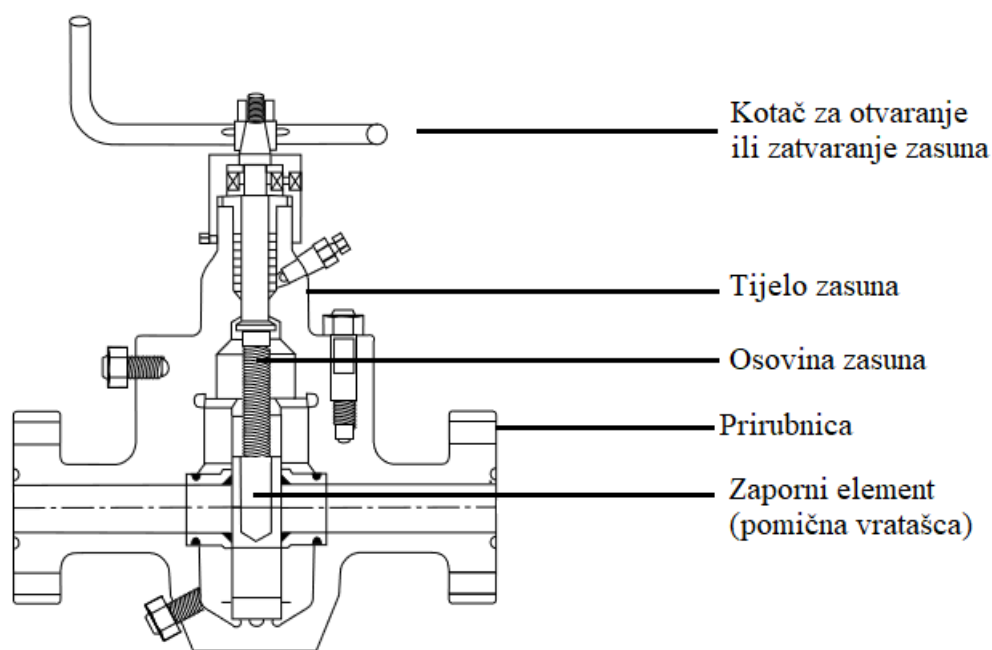 Kotač za otvaranje
ili zatvaranje zasuna
Tijelo zasuna
Osovina zasuna
Prirubnica
Zaporni element
(pomična vratašca)